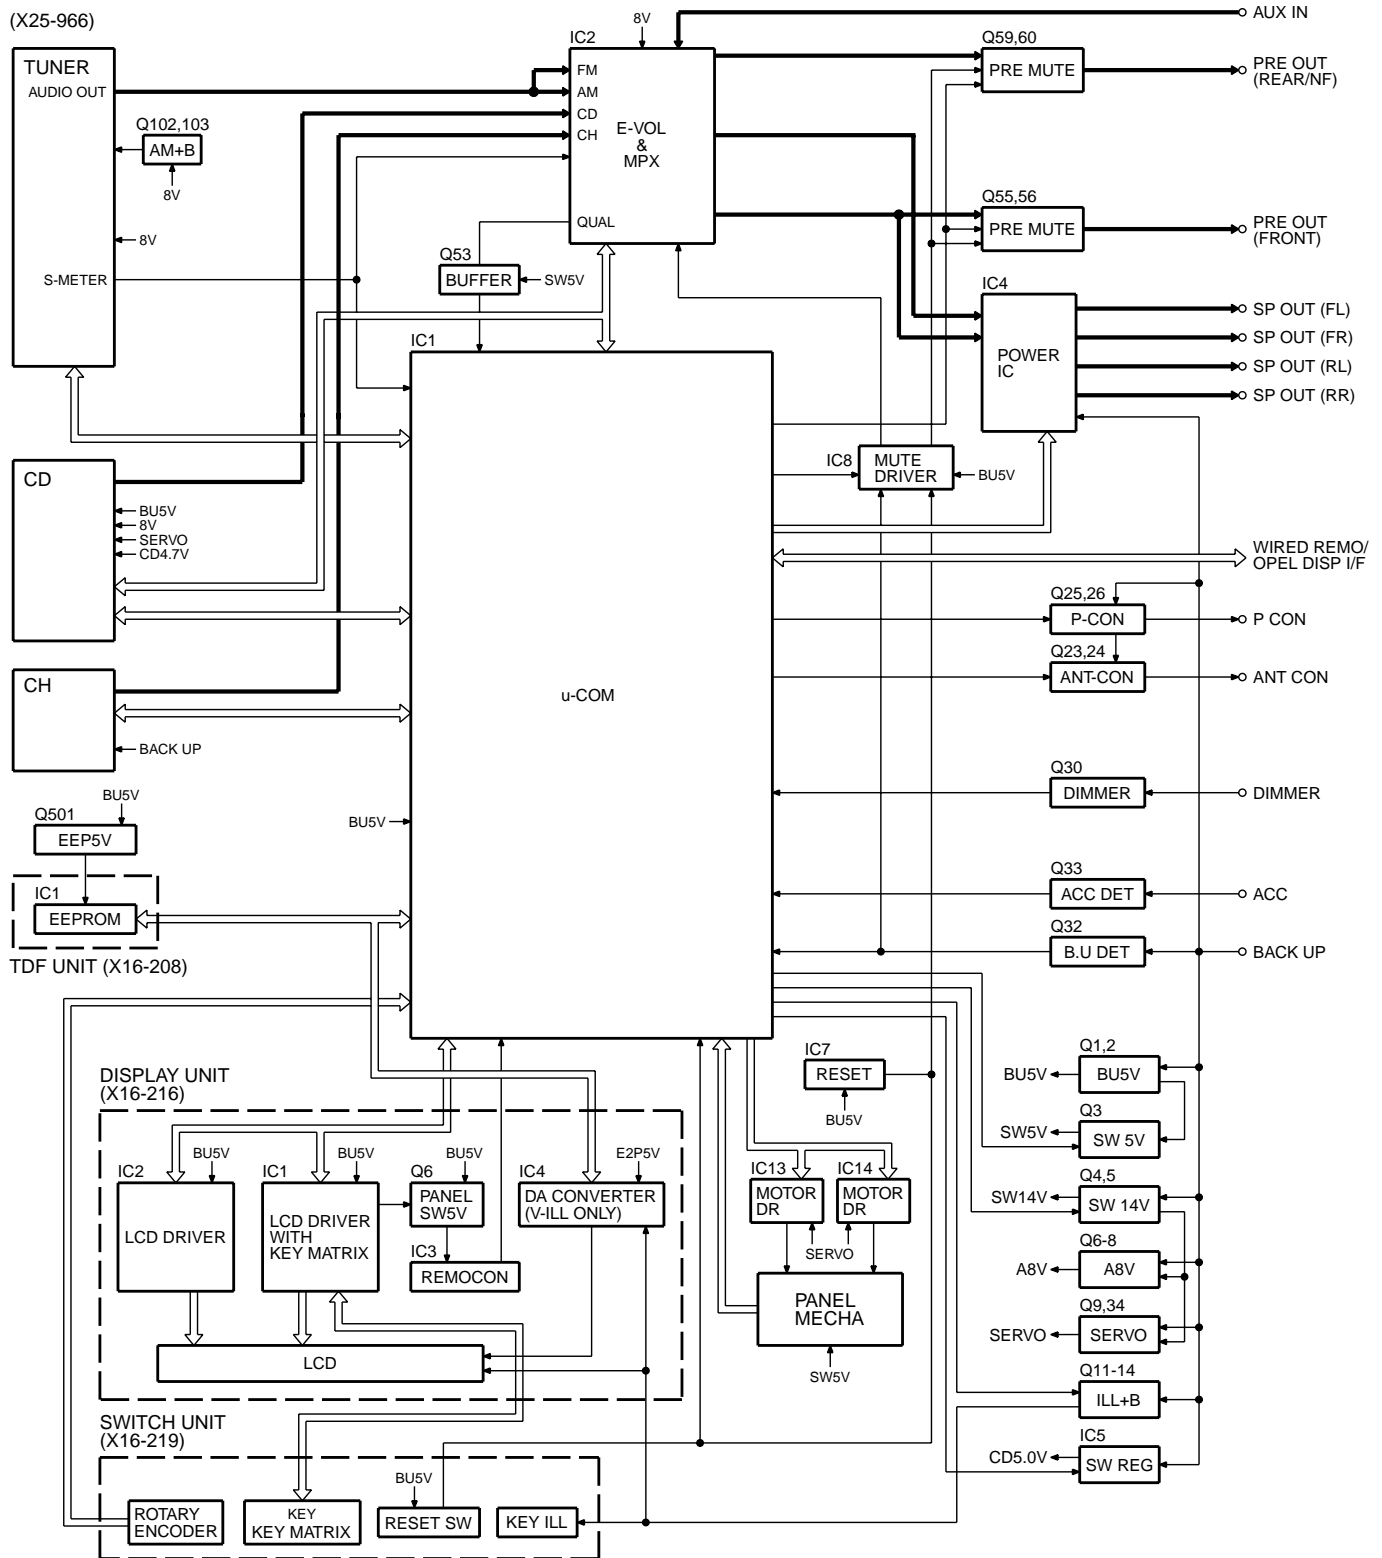 (X25-966)
TUNER
AUDIO OUT
Q102,103
AM+B
8V
8V
S-METER
IC2
8V
FM
AM
CD
CH
E-VOL
&
MPX
QUAL
Q53
BUFFER
SW5V
AUX IN
Q59,60
PRE MUTE
PRE OUT
(REAR/NF)
Q55,56
PRE MUTE
PRE OUT
(FRONT)
IC4
POWER
IC
SP OUT (FL)
SP OUT (FR)
SP OUT (RL)
SP OUT (RR)
IC1
u-COM
BU5V
IC8
MUTE
DRIVER
BU5V
CD
BU5V
8V
SERVO
CD4.7V
CH
BACK UP
BU5V
Q501
EEP5V
IC1
EEPROM
TDF UNIT (X16-208)
WIRED REMO/
OPEL DISP I/F
Q25,26
P-CON
P CON
Q23,24
ANT-CON
ANT CON
Q30
DIMMER
DIMMER
Q33
ACC DET
ACC
Q32
B.U DET
BACK UP
Q1,2
BU5V
BU5V
Q3
SW5V
SW 5V
Q4,5
SW14V
SW 14V
Q6-8
A8V
A8V
Q9,34
SERVO
SERVO
Q11-14
ILL+B
IC5
CD5.0V
SW REG
IC7
RESET
BU5V
DISPLAY UNIT
(X16-216)
IC2
BU5V
LCD DRIVER
IC1
BU5V
LCD DRIVER
WITH
KEY MATRIX
Q6
BU5V
PANEL
SW5V
IC3
REMOCON
IC4
E2P5V
DA CONVERTER
(V-ILL ONLY)
LCD
IC13
MOTOR
DR
IC14
MOTOR
DR
SERVO
PANEL
MECHA
SW5V
SWITCH UNIT
(X16-219)
ROTARY
ENCODER
KEY
KEY MATRIX
BU5V
RESET SW
KEY ILL